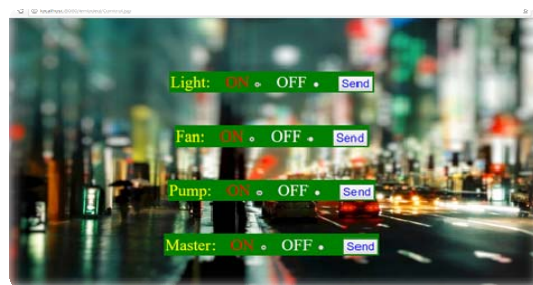 Light: ON OFF Send
Fan: ON OFF Send
Pump: ON OFF Send
Master: ON OFF Send